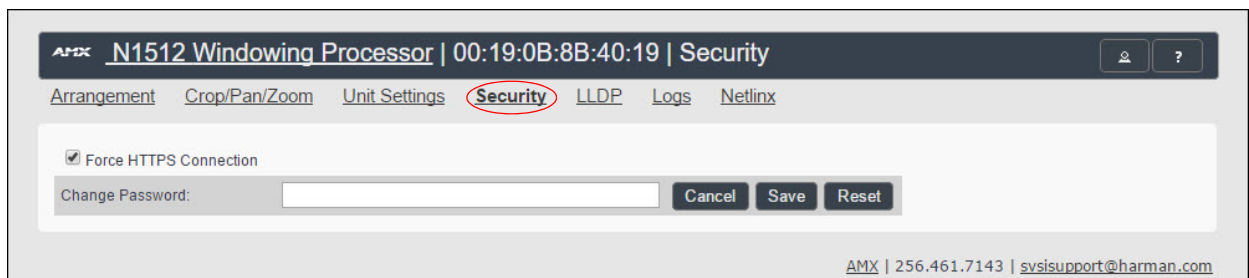 AMX N1512 Windowing Processor | 00:19:0B:8B:40:19 | Security ?
Arrangement Crop/Pan/Zoom Unit Settings Security LLDP Logs Netlinx
Force HTTPS Connection
Change Password: Cancel Save Reset
AMX | 256.461.7143 | svsisupport@harman.com